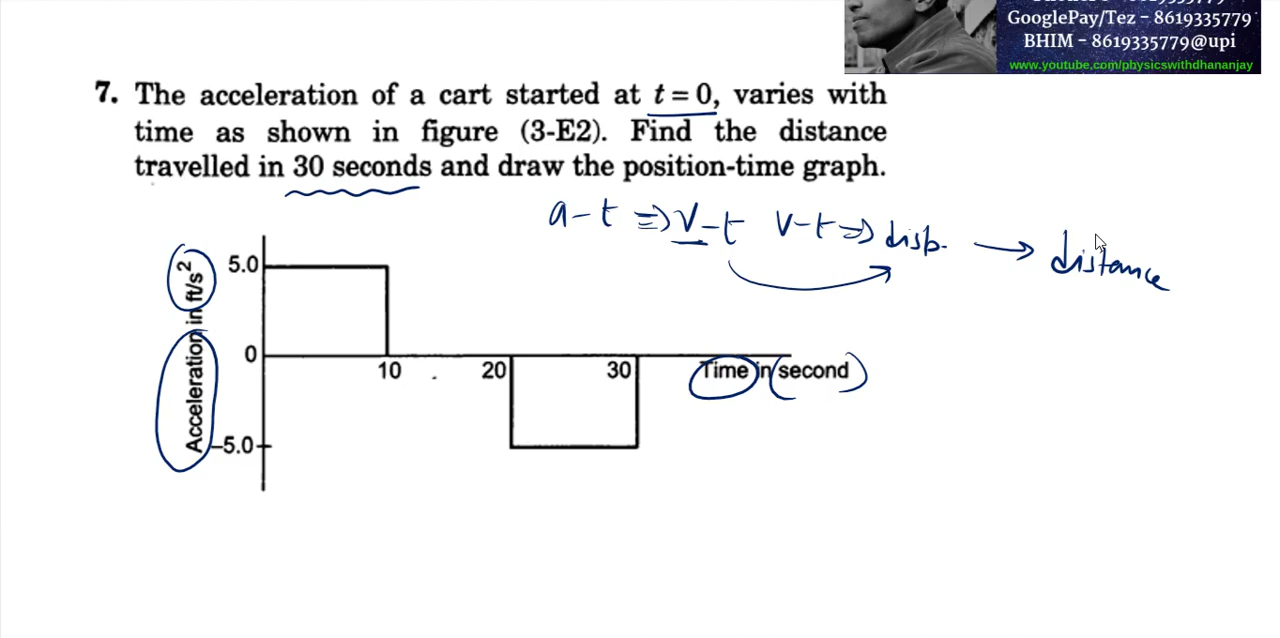 GooglePay/Tez - 8619335779
BHIM - 8619335779@upi
www.youtube.com/physicswithdhananjay
7. The acceleration of a cart started at t = 0, varies with
time as shown in figure (3-E2). Find the distance
travelled in 30 seconds and draw the position-time graph.
a-t ⇒ v-t v-t ⇒ disp. → distance
Acceleration in ft/s²
5.0
0
-5.0
10
20
30
Time in second